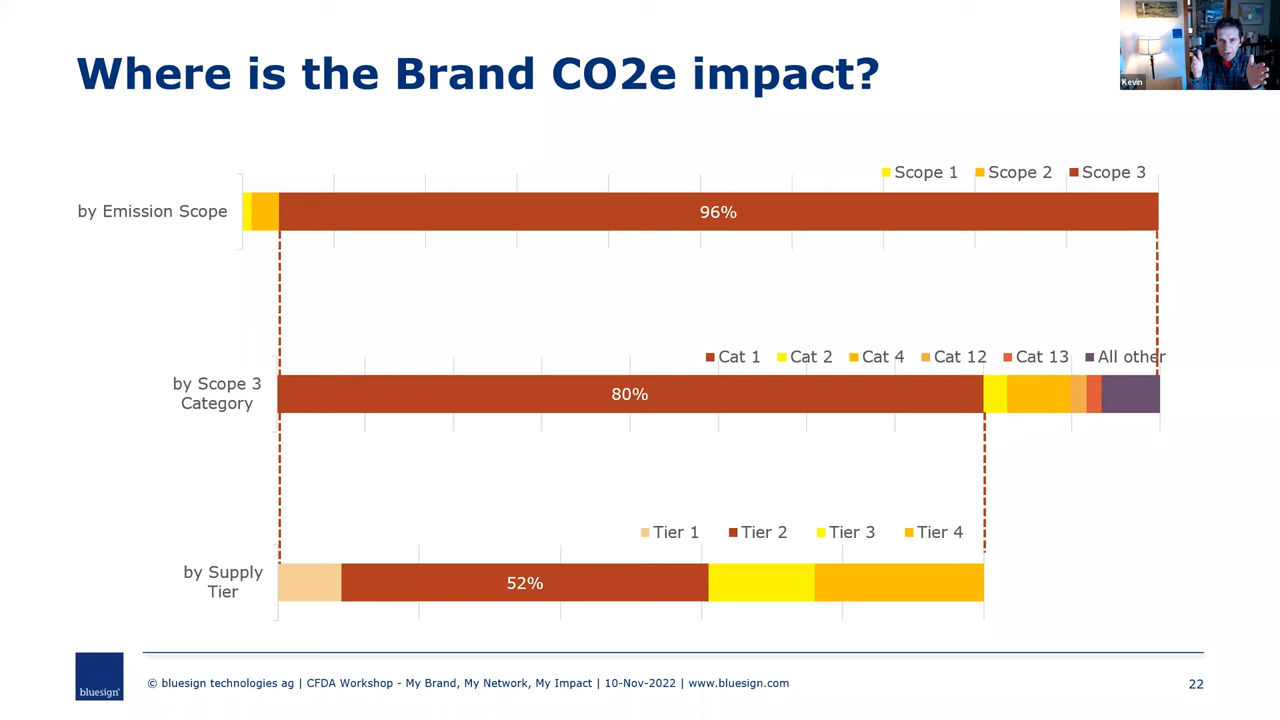 Where is the Brand CO2e impact?
Kevin
Scope 1 Scope 2 Scope 3
by Emission Scope
96%
Cat 1 Cat 2 Cat 4 Cat 12 Cat 13 All other
by Scope 3
Category
80%
Tier 1 Tier 2 Tier 3 Tier 4
by Supply
Tier
52%
bluesign®
© bluesign technologies ag | CFDA Workshop - My Brand, My Network, My Impact | 10-Nov-2022 | www.bluesign.com
22